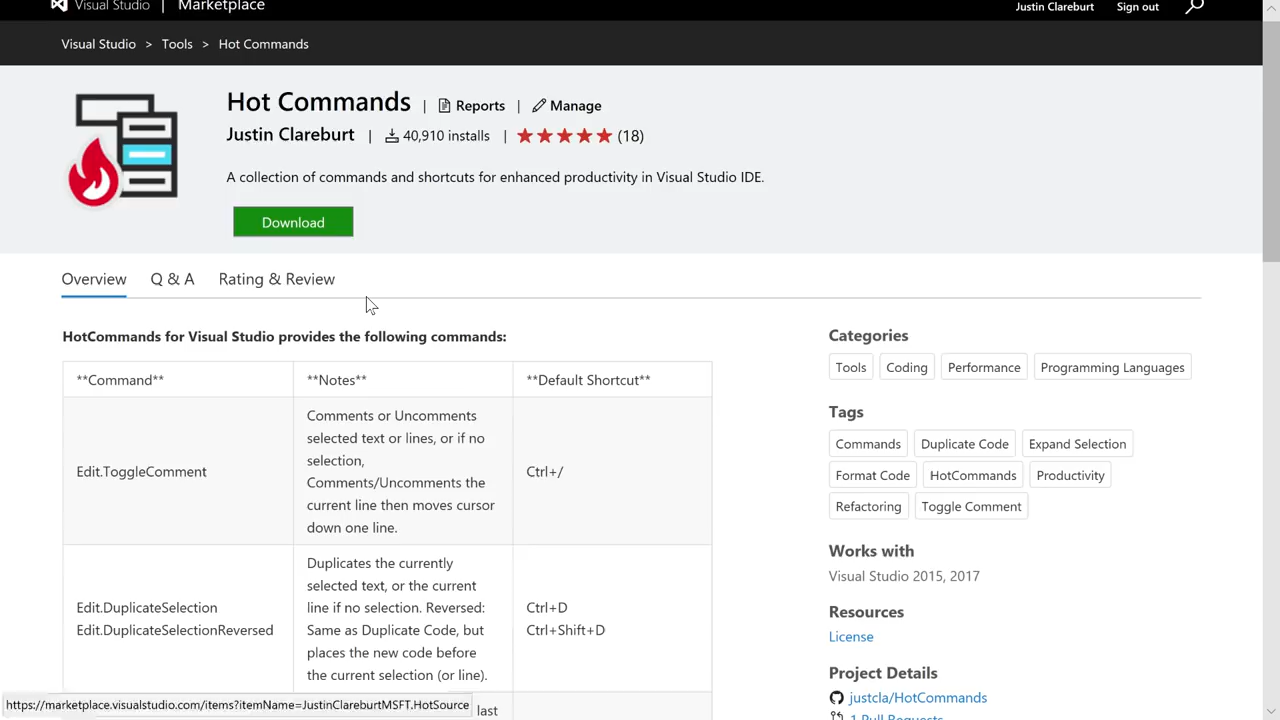 Visual Studio | Marketplace
Justin Clareburt Sign out
Visual Studio > Tools > Hot Commands
Hot Commands | Reports | Manage
Justin Clareburt | 40,910 installs | (18)
A collection of commands and shortcuts for enhanced productivity in Visual Studio IDE.
Download
Overview Q & A Rating & Review
HotCommands for Visual Studio provides the following commands:
**Command** **Notes** **Default Shortcut**
Comments or Uncomments
selected text or lines, or if no
selection,
Edit.ToggleComment Comments/Uncomments the Ctrl+/
current line then moves cursor
down one line.
Duplicates the currently
selected text, or the current
Edit.DuplicateSelection line if no selection. Reversed: Ctrl+D
Edit.DuplicateSelectionReversed Same as Duplicate Code, but Ctrl+Shift+D
places the new code before
the current selection (or line).
last
Categories
Tools Coding Performance Programming Languages
Tags
Commands Duplicate Code Expand Selection
Format Code HotCommands Productivity
Refactoring Toggle Comment
Works with
Visual Studio 2015, 2017
Resources
License
Project Details
justcla/HotCommands
1 Pull Requests
https://marketplace.visualstudio.com/items?itemName=JustinClareburtMSFT.HotSource